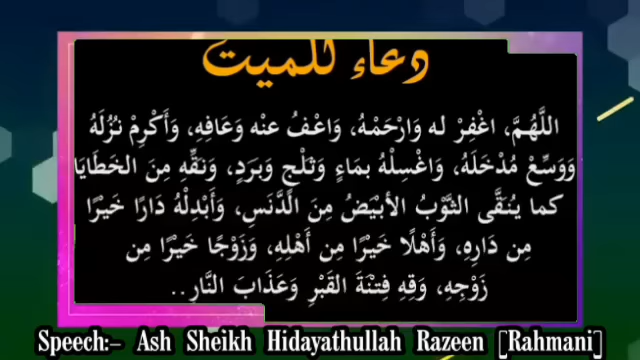 دعاء للميت
اللَّهُمَّ، اغْفِرْ له وَارْحَمْهُ، وَاعْفُ عنْه وَعَافِهِ، وَأَكْرِمْ نُزُلَهُ
وَوَسِّعْ مُدْخَلَهُ، وَاغْسِلْهُ بمَاءٍ وَثَلْجٍ وَبَرَدٍ، وَنَقِّهِ مِنَ الخَطَايَا
كما يُنَقَّى الثَّوْبُ الأبْيَضُ مِنَ الدَّنَسِ، وَأَبْدِلْهُ دَارًا خَيْرًا
مِن دَارِهِ، وَأَهْلًا خَيْرًا مِن أَهْلِهِ، وَزَوْجًا خَيْرًا مِن
زَوْجِهِ، وَقِهِ فِتْنَةَ القَبْرِ وَعَذَابَ النَّارِ..
Speech:- Ash Sheikh Hidayathullah Razeen [Rahmani]